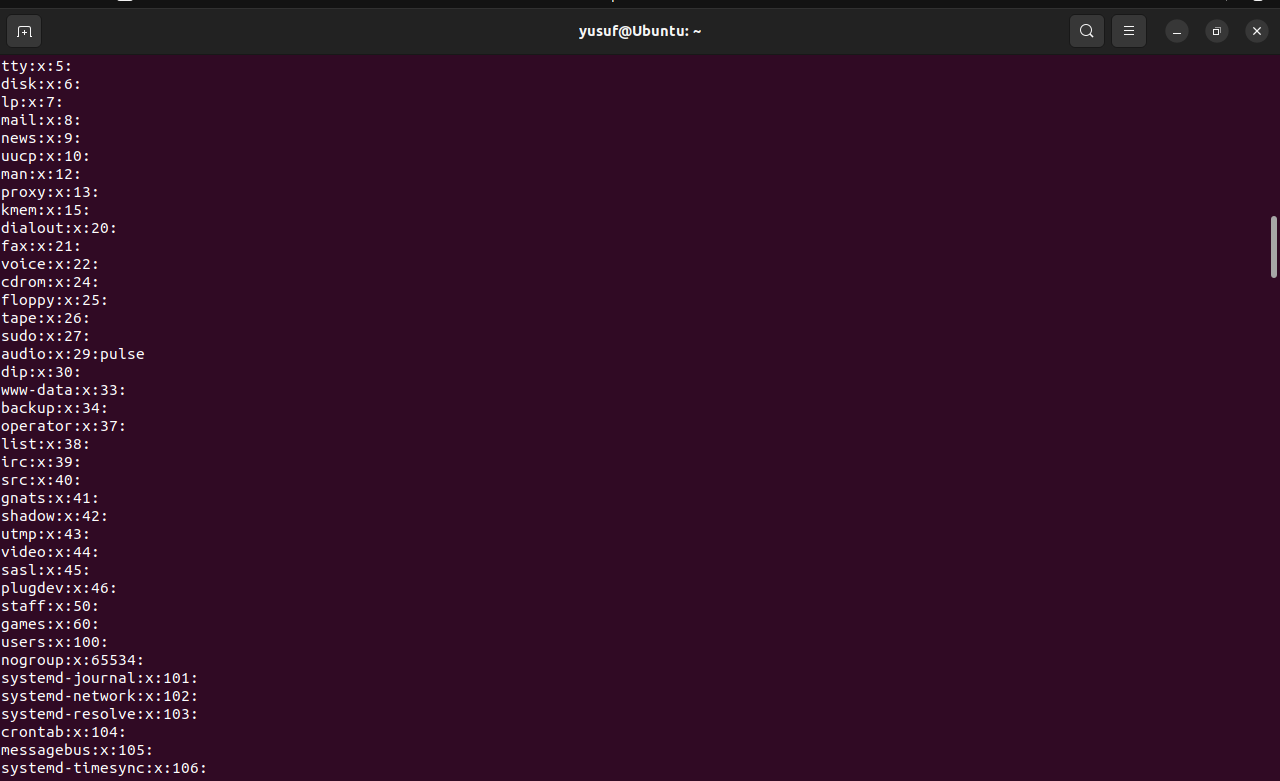 yusuf@Ubuntu: ~
tty:x:5:
disk:x:6:
lp:x:7:
mail:x:8:
news:x:9:
uucp:x:10:
man:x:12:
proxy:x:13:
kmem:x:15:
dialout:x:20:
fax:x:21:
voice:x:22:
cdrom:x:24:
floppy:x:25:
tape:x:26:
sudo:x:27:
audio:x:29:pulse
dip:x:30:
www-data:x:33:
backup:x:34:
operator:x:37:
list:x:38:
irc:x:39:
src:x:40:
gnats:x:41:
shadow:x:42:
utmp:x:43:
video:x:44:
sasl:x:45:
plugdev:x:46:
staff:x:50:
games:x:60:
users:x:100:
nogroup:x:65534:
systemd-journal:x:101:
systemd-network:x:102:
systemd-resolve:x:103:
crontab:x:104:
messagebus:x:105:
systemd-timesync:x:106: